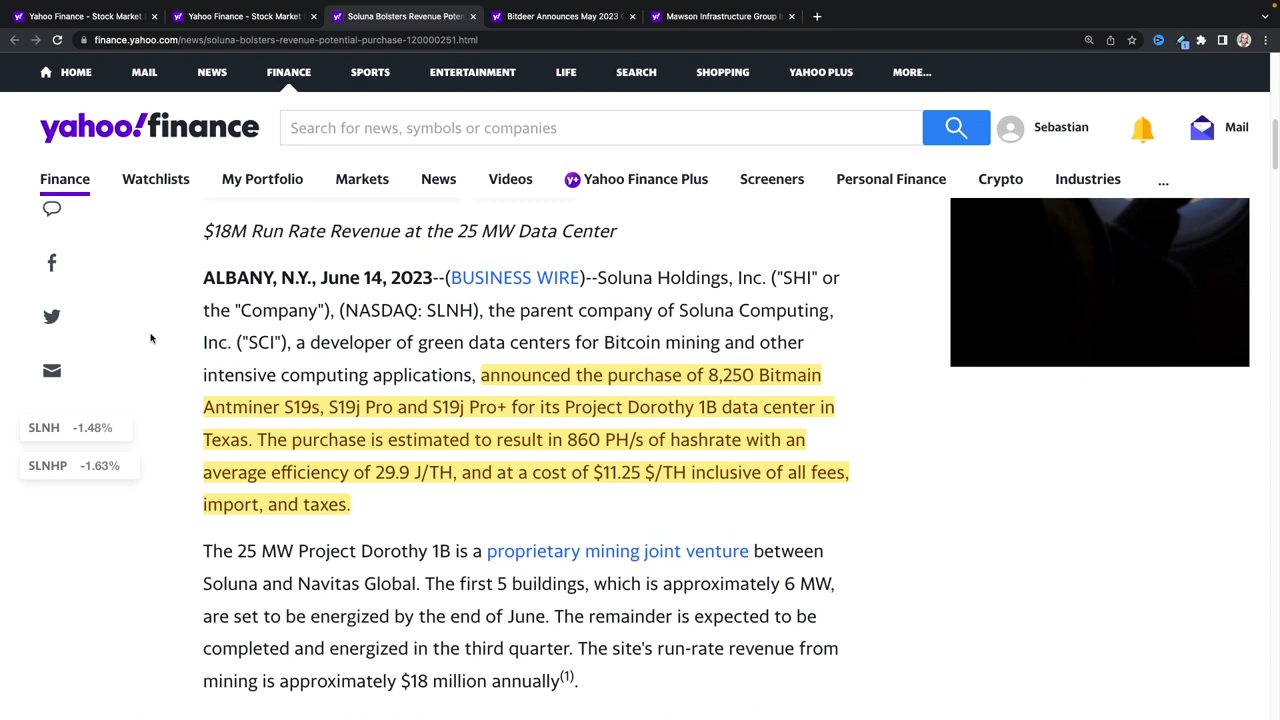 Yahoo Finance - Stock Market
Yahoo Finance - Stock Market
Soluna Bolsters Revenue Poten
Bitdeer Announces May 2023
Mawson Infrastructure Group
finance.yahoo.com/news/soluna-bolsters-revenue-potential-purchase-120000251.html
HOME MAIL NEWS FINANCE SPORTS ENTERTAINMENT LIFE SEARCH SHOPPING YAHOO PLUS MORE...
yahoo!finance
Search for news, symbols or companies
Sebastian
Mail
Finance Watchlists My Portfolio Markets News Videos Y+ Yahoo Finance Plus Screeners Personal Finance Crypto Industries ...
$18M Run Rate Revenue at the 25 MW Data Center
ALBANY, N.Y., June 14, 2023--(BUSINESS WIRE)--Soluna Holdings, Inc. ("SHI" or
the "Company"), (NASDAQ: SLNH), the parent company of Soluna Computing,
Inc. ("SCI"), a developer of green data centers for Bitcoin mining and other
intensive computing applications, announced the purchase of 8,250 Bitmain
Antminer S19s, S19j Pro and S19j Pro+ for its Project Dorothy 1B data center in
Texas. The purchase is estimated to result in 860 PH/s of hashrate with an
average efficiency of 29.9 J/TH, and at a cost of $11.25 $/TH inclusive of all fees,
import, and taxes.
SLNH -1.48%
SLNHP -1.63%
The 25 MW Project Dorothy 1B is a proprietary mining joint venture between
Soluna and Navitas Global. The first 5 buildings, which is approximately 6 MW,
are set to be energized by the end of June. The remainder is expected to be
completed and energized in the third quarter. The site's run-rate revenue from
mining is approximately $18 million annually(1).